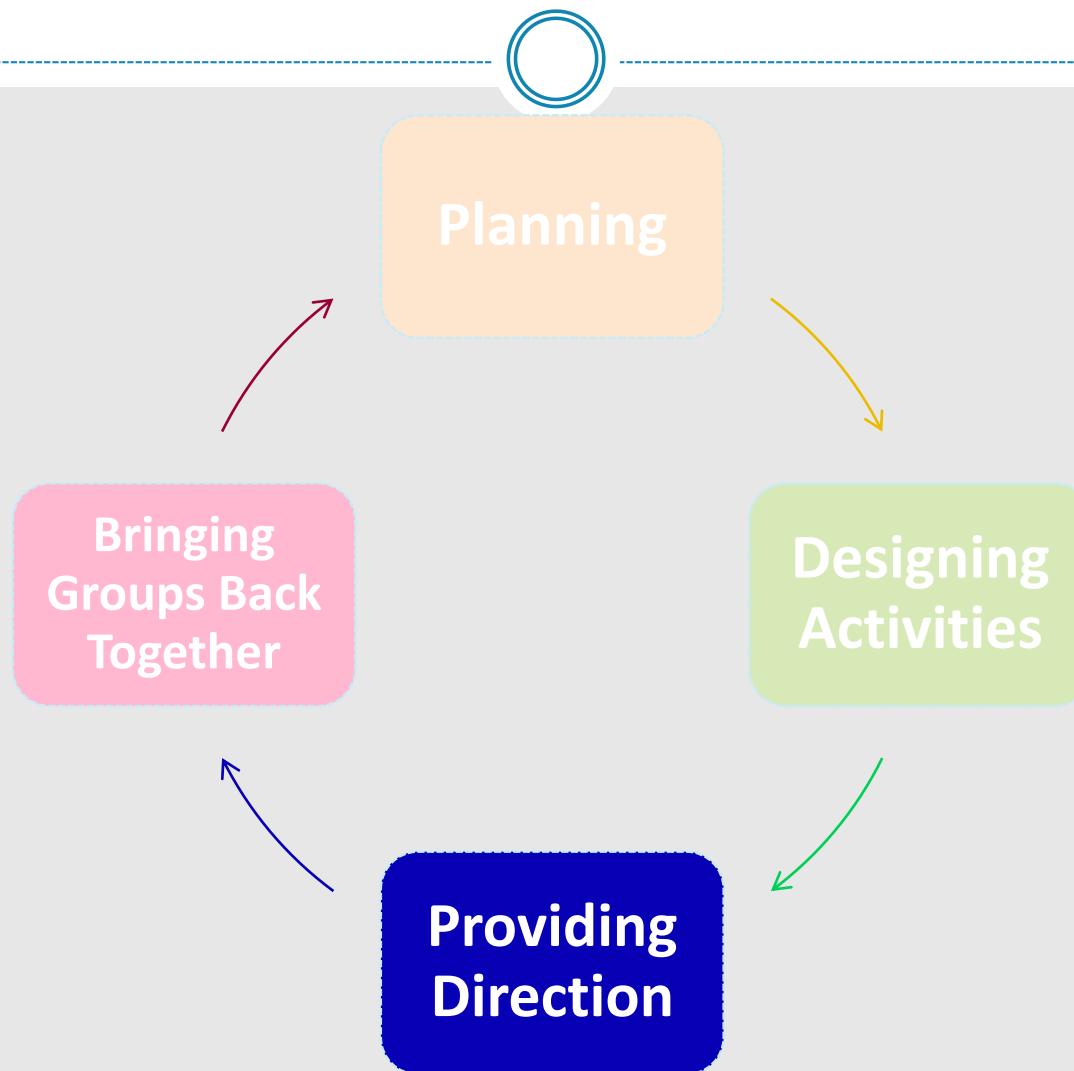 Planning
Designing
Activities
Providing
Direction
Bringing
Groups Back
Together